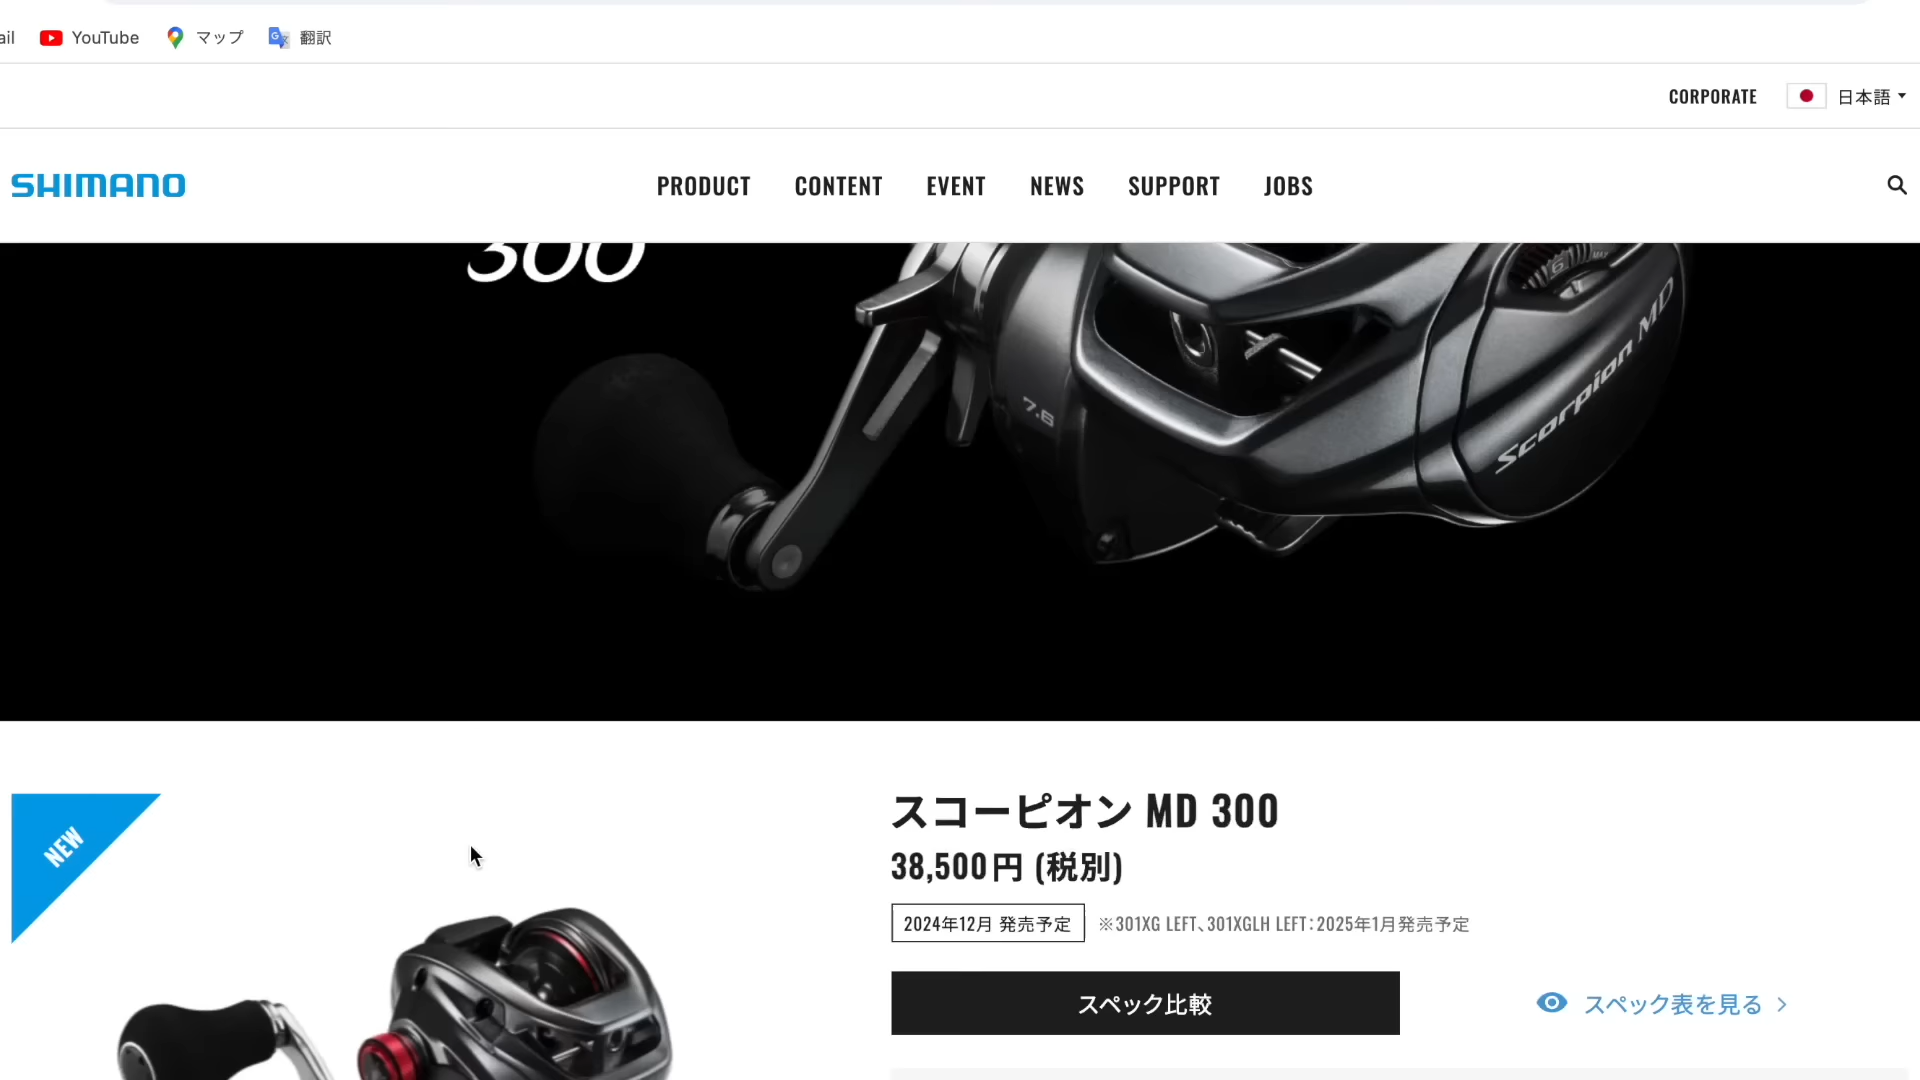 ail YouTube マップ 翻訳
CORPORATE 日本語
SHIMANO PRODUCT CONTENT EVENT NEWS SUPPORT JOBS
300
6 MAX
7.6
Scorpion MD
NEW
スコーピオン MD 300
38,500円 (税別)
2024年12月 発売予定 ※301XG LEFT、301XGLH LEFT：2025年1月発売予定
スペック比較 スペック表を見る